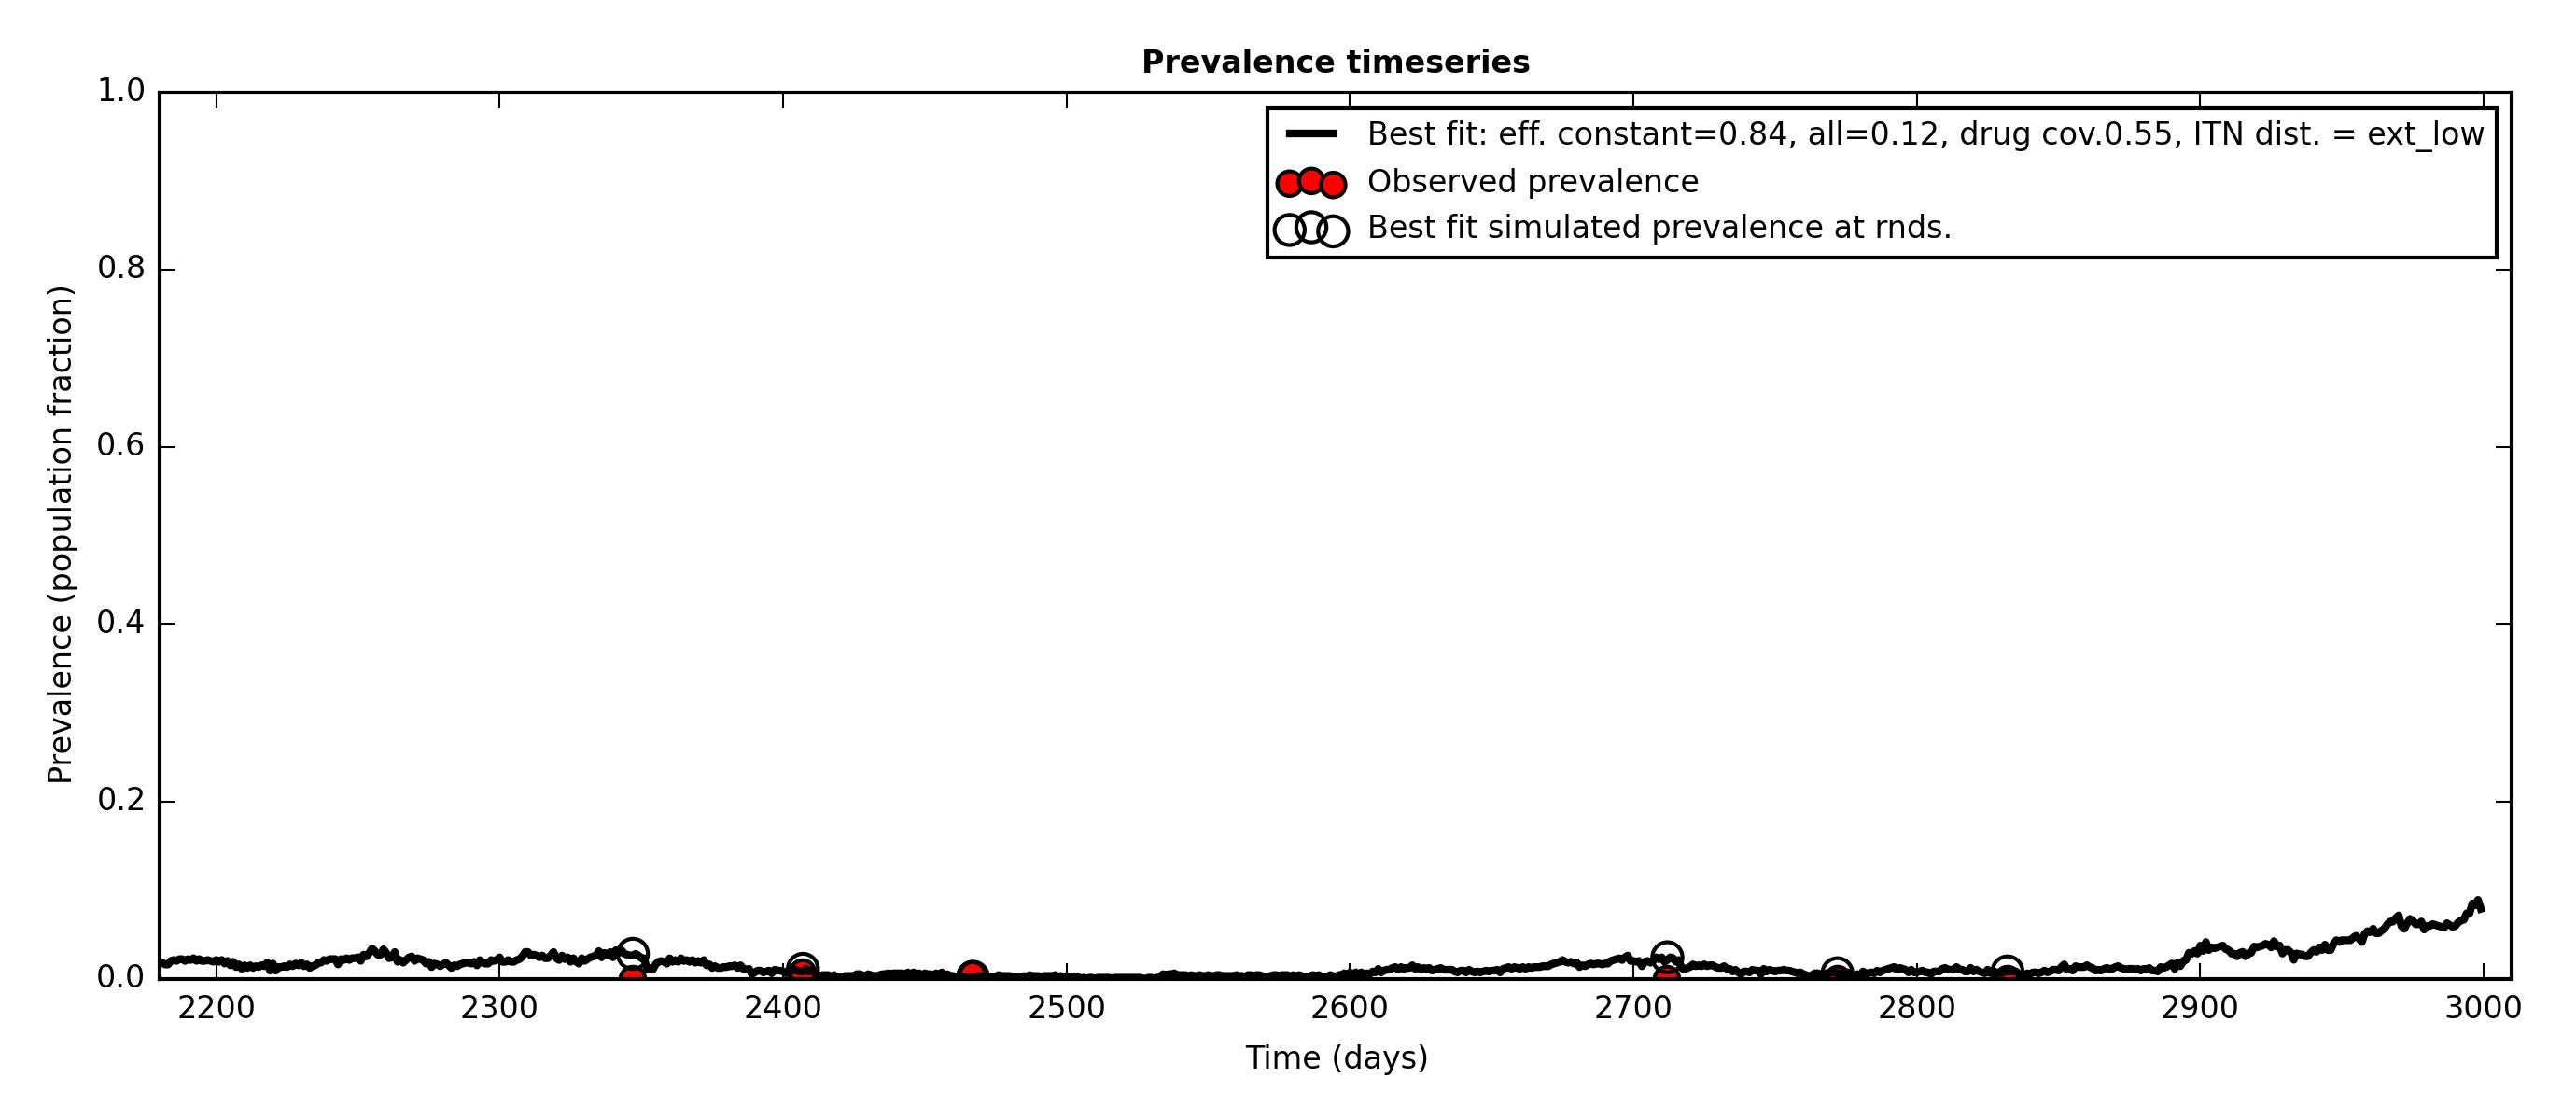 Prevalence timeseries
Best fit: eff. constant=0.84, all=0.12, drug cov.0.55, ITN dist. = ext_low
Observed prevalence
Best fit simulated prevalence at rnds.
Prevalence (population fraction)
1.0
0.8
0.6
0.4
0.2
0.0
2200 2300 2400 2500 2600 2700 2800 2900 3000
Time (days)